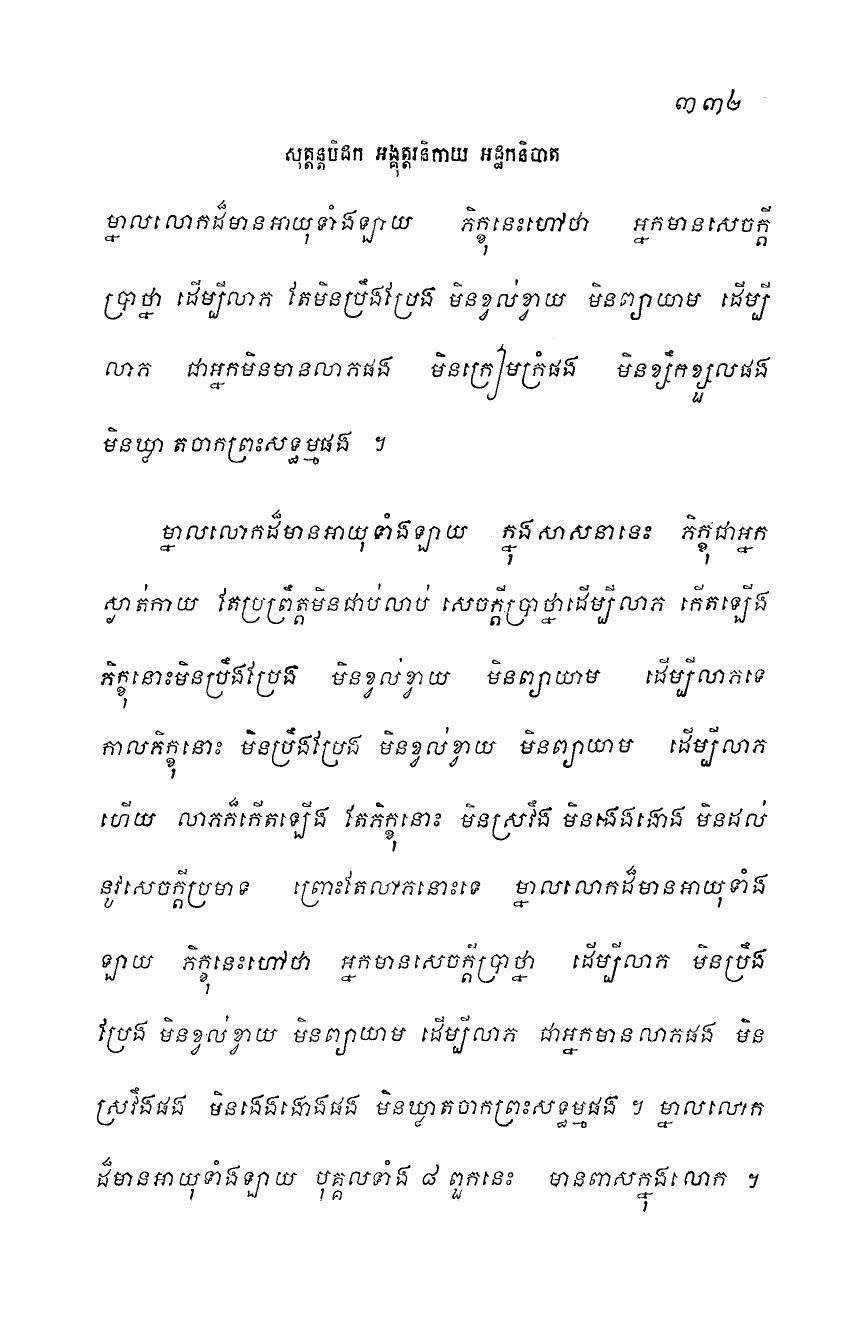 ៣៣២
សុត្តន្តបិដក អង្គុត្តរនិកាយ អដ្ឋកនិបាត
ម្នាលលោកដ៏មានអាយុទាំងឡាយ ភិក្ខុនេះហៅថា អ្នកមានសេចក្តី
ប្រាថ្នា ដើម្បីលាភ តែមិនប្រឹងប្រែង មិនខ្វល់ខ្វាយ មិនព្យាយាម ដើម្បី
លាភ ជាអ្នកមិនមានលាភផង មិនក្រៀមក្រំផង មិនខ្សឹកខ្សួលផង
មិនឃ្លាតចាកព្រះសទ្ធម្មផង ។
ម្នាលលោកដ៏មានអាយុទាំងឡាយ ក្នុងសាសនានេះ ភិក្ខុជាអ្នក
ស្ងាត់កាយ តែប្រព្រឹត្តមិនជាប់លាប់ សេចក្តីប្រាថ្នាដើម្បីលាភ កើតឡើង
ភិក្ខុនោះមិនប្រឹងប្រែង មិនខ្វល់ខ្វាយ មិនព្យាយាម ដើម្បីលាភទេ
កាលភិក្ខុនោះ មិនប្រឹងប្រែង មិនខ្វល់ខ្វាយ មិនព្យាយាម ដើម្បីលាភ
ហើយ លាភក៏កើតឡើង តែភិក្ខុនោះ មិនស្រវឹង មិនងេងងោង មិនដល់
នូវសេចក្តីប្រមាទ ព្រោះតែលាភនោះទេ ម្នាលលោកដ៏មានអាយុទាំង
ឡាយ ភិក្ខុនេះហៅថា អ្នកមានសេចក្តីប្រាថ្នា ដើម្បីលាភ មិនប្រឹង
ប្រែង មិនខ្វល់ខ្វាយ មិនព្យាយាម ដើម្បីលាភ ជាអ្នកមានលាភផង មិន
ស្រវឹងផង មិនងេងងោងផង មិនឃ្លាតចាកព្រះសទ្ធម្មផង ។ ម្នាលលោក
ដ៏មានអាយុទាំងឡាយ បុគ្គលទាំង ៨ ពួកនេះ មានពាសក្នុងលោក ។